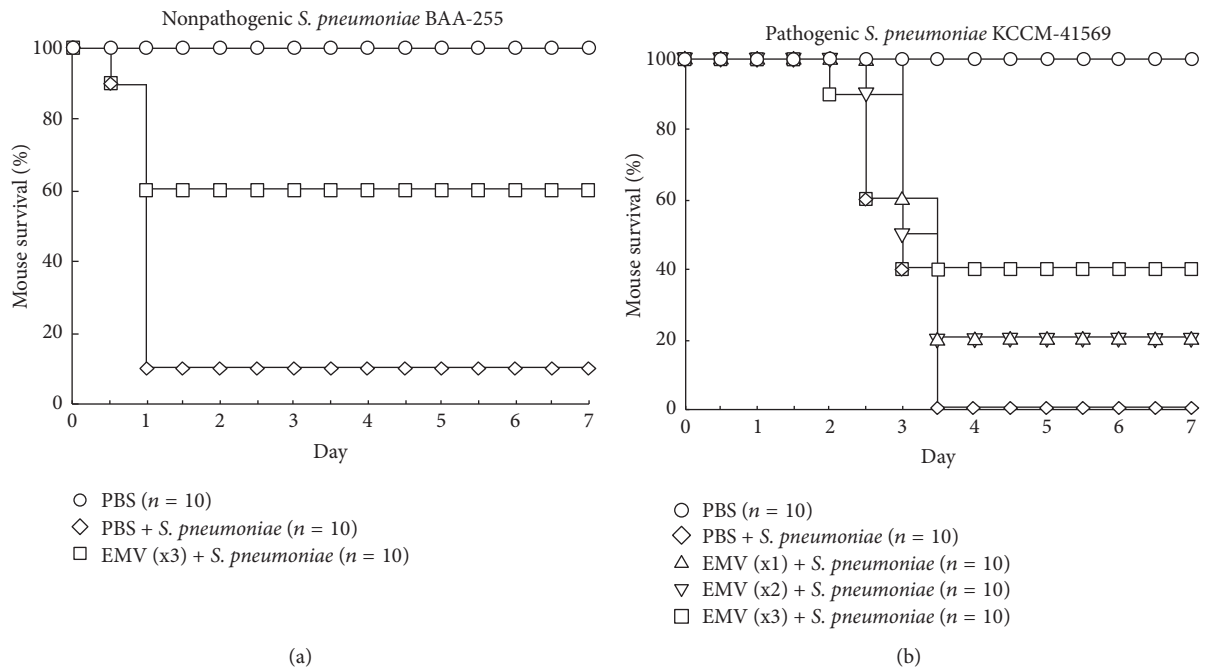 Nonpathogenic S. pneumoniae BAA-255
100
80
60
40
20
0
Mouse survival (%)
0 1 2 3 4 5 6 7
Day
PBS (n = 10)
PBS + S. pneumoniae (n = 10)
EMV (x3) + S. pneumoniae (n = 10)
(a)
Pathogenic S. pneumoniae KCCM-41569
100
80
60
40
20
0
Mouse survival (%)
0 1 2 3 4 5 6 7
Day
PBS (n = 10)
PBS + S. pneumoniae (n = 10)
EMV (x1) + S. pneumoniae (n = 10)
EMV (x2) + S. pneumoniae (n = 10)
EMV (x3) + S. pneumoniae (n = 10)
(b)